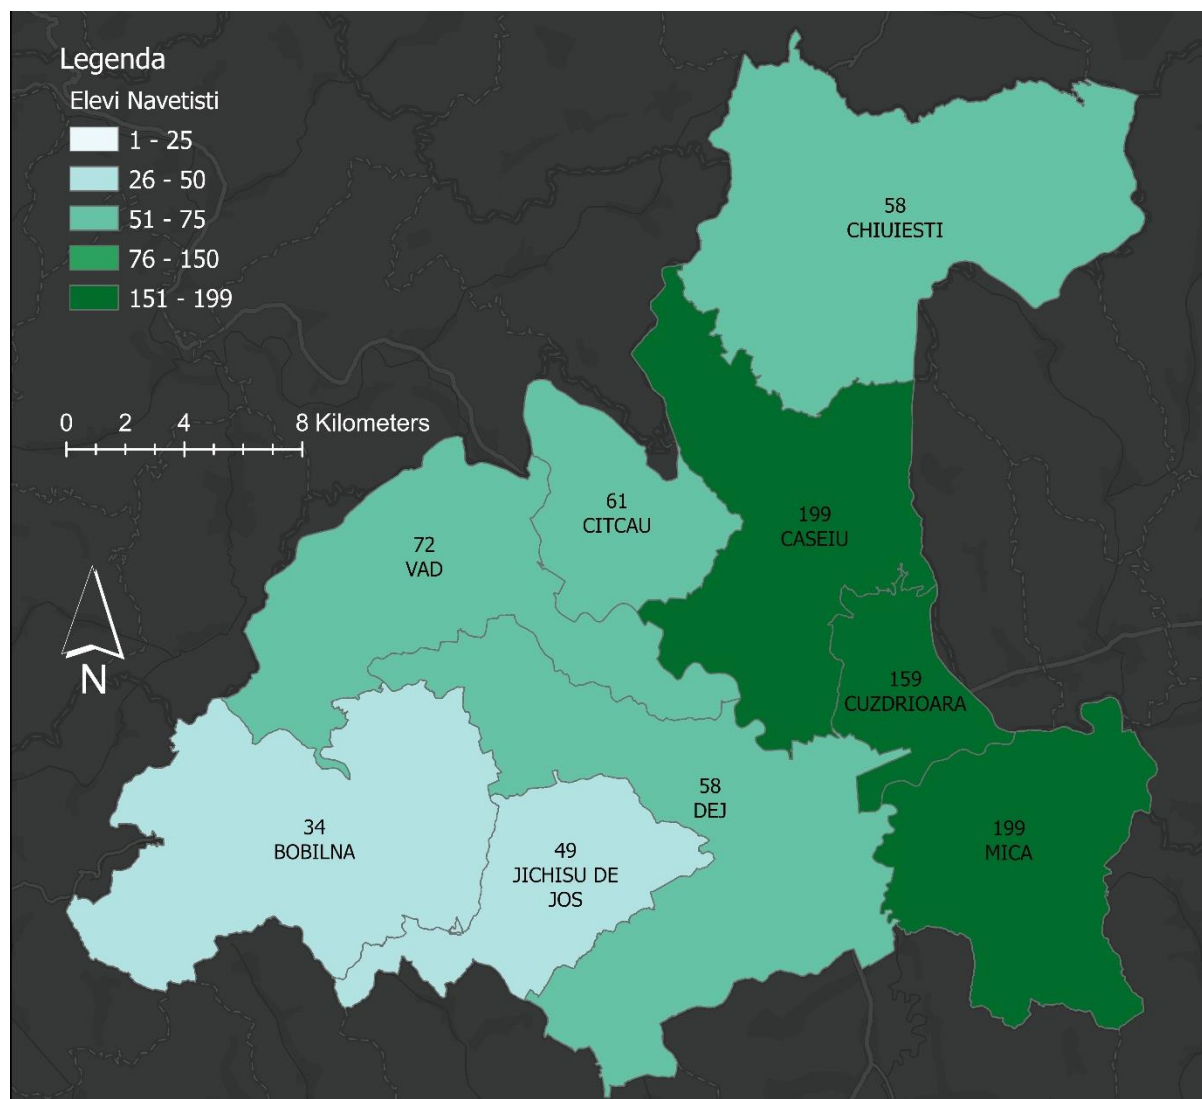 Legenda
Elevi Navetisti
1 - 25
26 - 50
51 - 75
76 - 150
151 - 199
0 2 4 8 Kilometers
N
58
CHIUIESTI
61
CITCAU
199
CASEIU
72
VAD
159
CUZDRIOARA
58
DEJ
34
BOBILNA
49
JICHISU DE
JOS
199
MICA